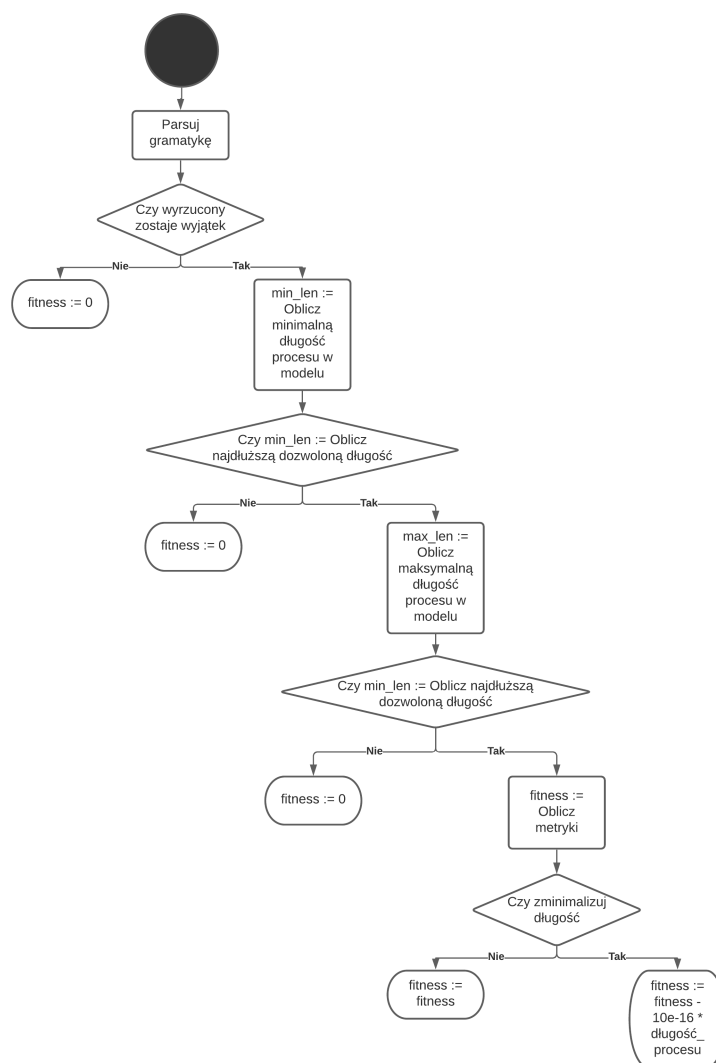 Parsuj
gramatykę
Czy wyrzucony
zostaje wyjątek
Nie
Tak
fitness := 0
min_len :=
Oblicz
minimalną
długość
procesu w
modelu
Czy min_len := Oblicz
najdłuższą dozwoloną długość
Nie
Tak
fitness := 0
max_len :=
Oblicz
maksymalną
długość
procesu w
modelu
Czy min_len := Oblicz najdłuższą
dozwoloną długość
Nie
Tak
fitness := 0
fitness :=
Oblicz
metryki
Czy zminimalizuj
długość
Nie
Tak
fitness :=
fitness
fitness :=
fitness -
10e-16 *
długość_
procesu